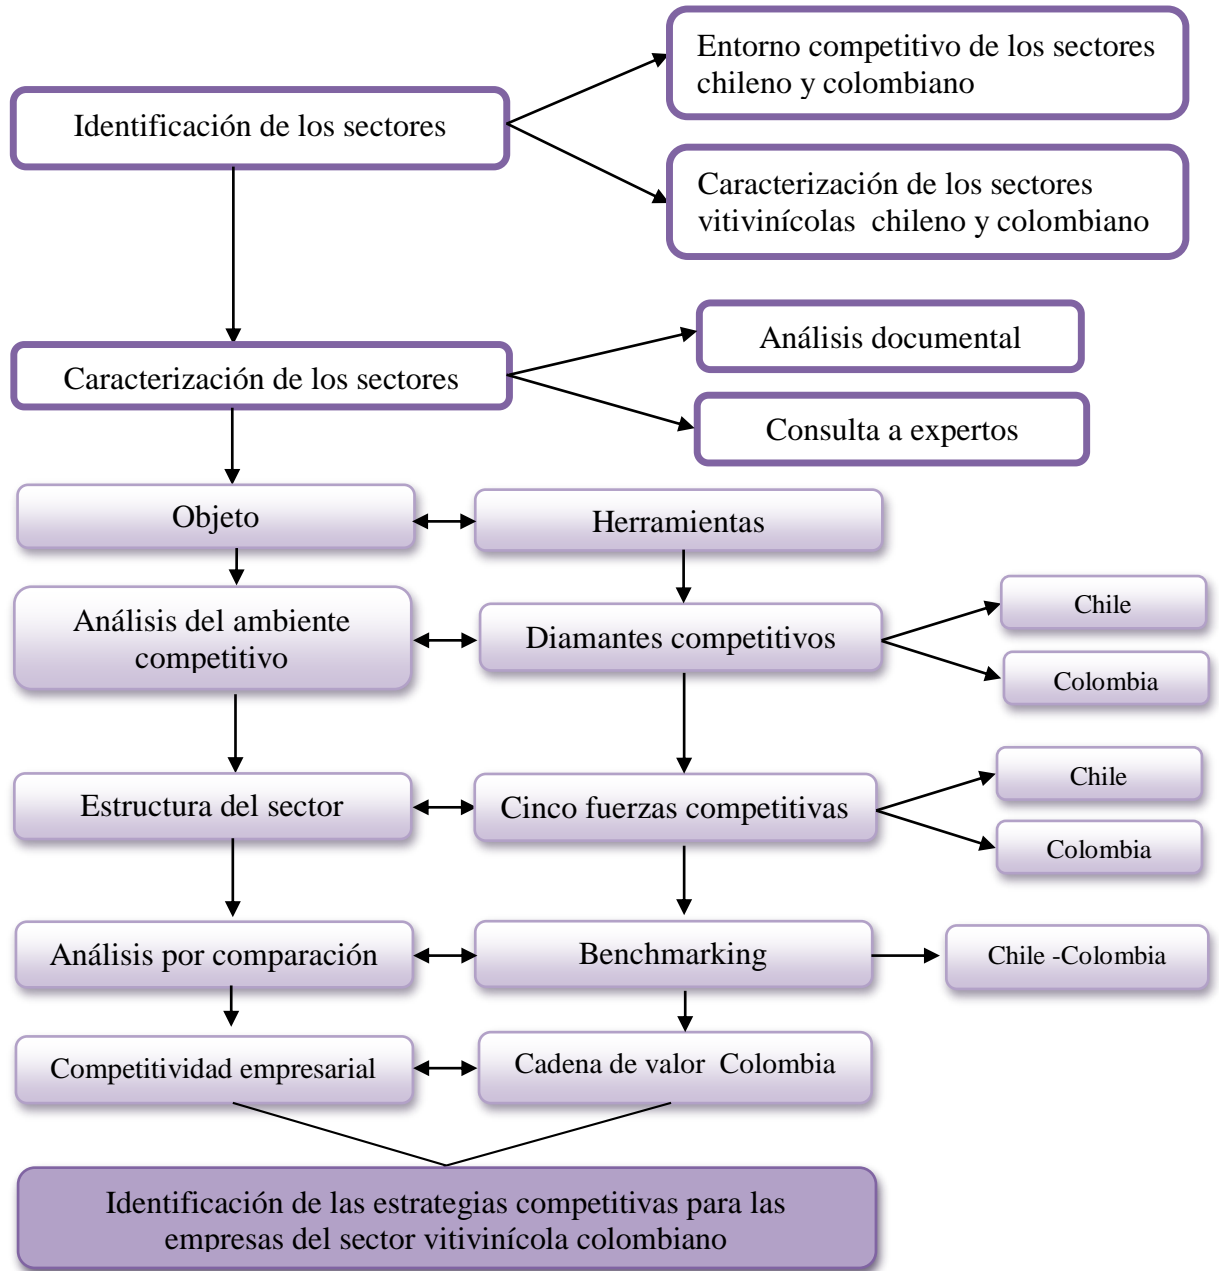 Entorno competitivo de los sectores
chileno y colombiano
Identificación de los sectores
Caracterización de los sectores
vitivinícolas chileno y colombiano
Análisis documental
Caracterización de los sectores
Consulta a expertos
Objeto
Herramientas
Análisis del ambiente
competitivo
Diamantes competitivos
Chile
Colombia
Estructura del sector
Cinco fuerzas competitivas
Chile
Colombia
Análisis por comparación
Benchmarking
Chile -Colombia
Competitividad empresarial
Cadena de valor Colombia
Identificación de las estrategias competitivas para las
empresas del sector vitivinícola colombiano